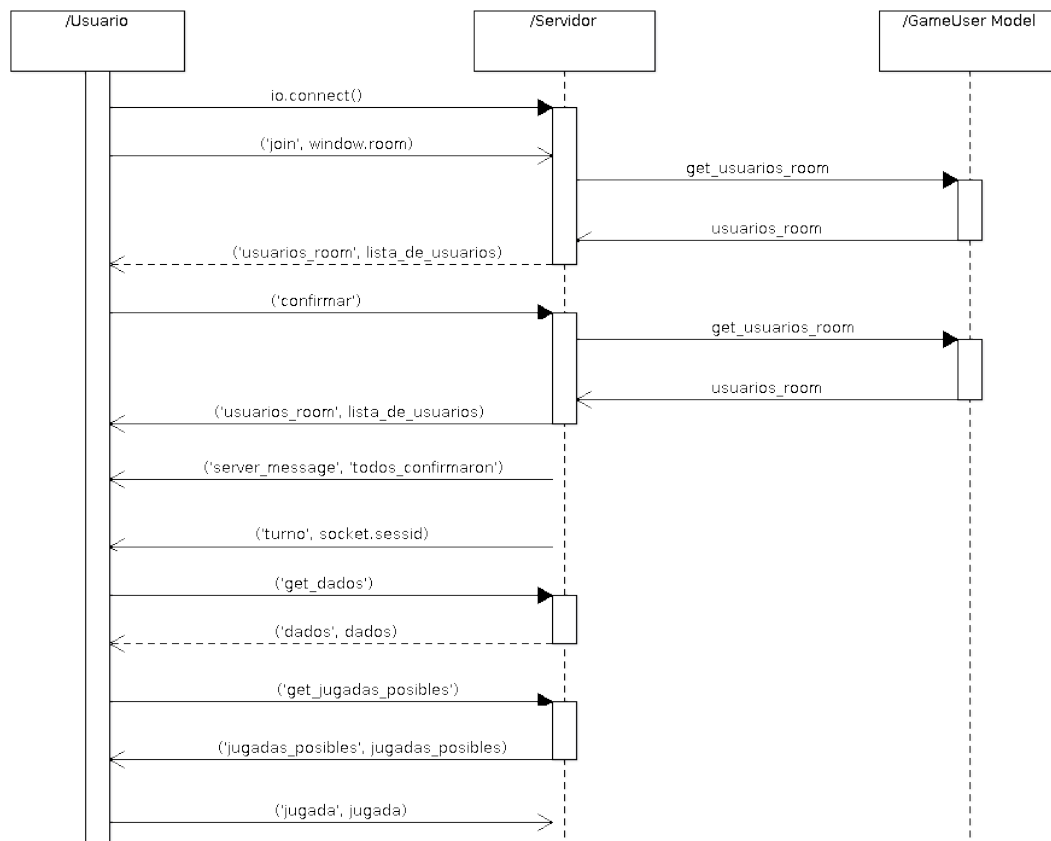 /Usuario
/Servidor
/GameUser Model
io.connect()
('join', window.room)
get_usuarios_room
usuarios_room
('usuarios_room', lista_de_usuarios)
('confirmar')
get_usuarios_room
usuarios_room
('usuarios_room', lista_de_usuarios)
('server_message', 'todos_confirmaron')
('turno', socket.sessid)
('get_dados')
('dados', dados)
('get_jugadas_posibles')
('jugadas_posibles', jugadas_posibles)
('jugada', jugada)